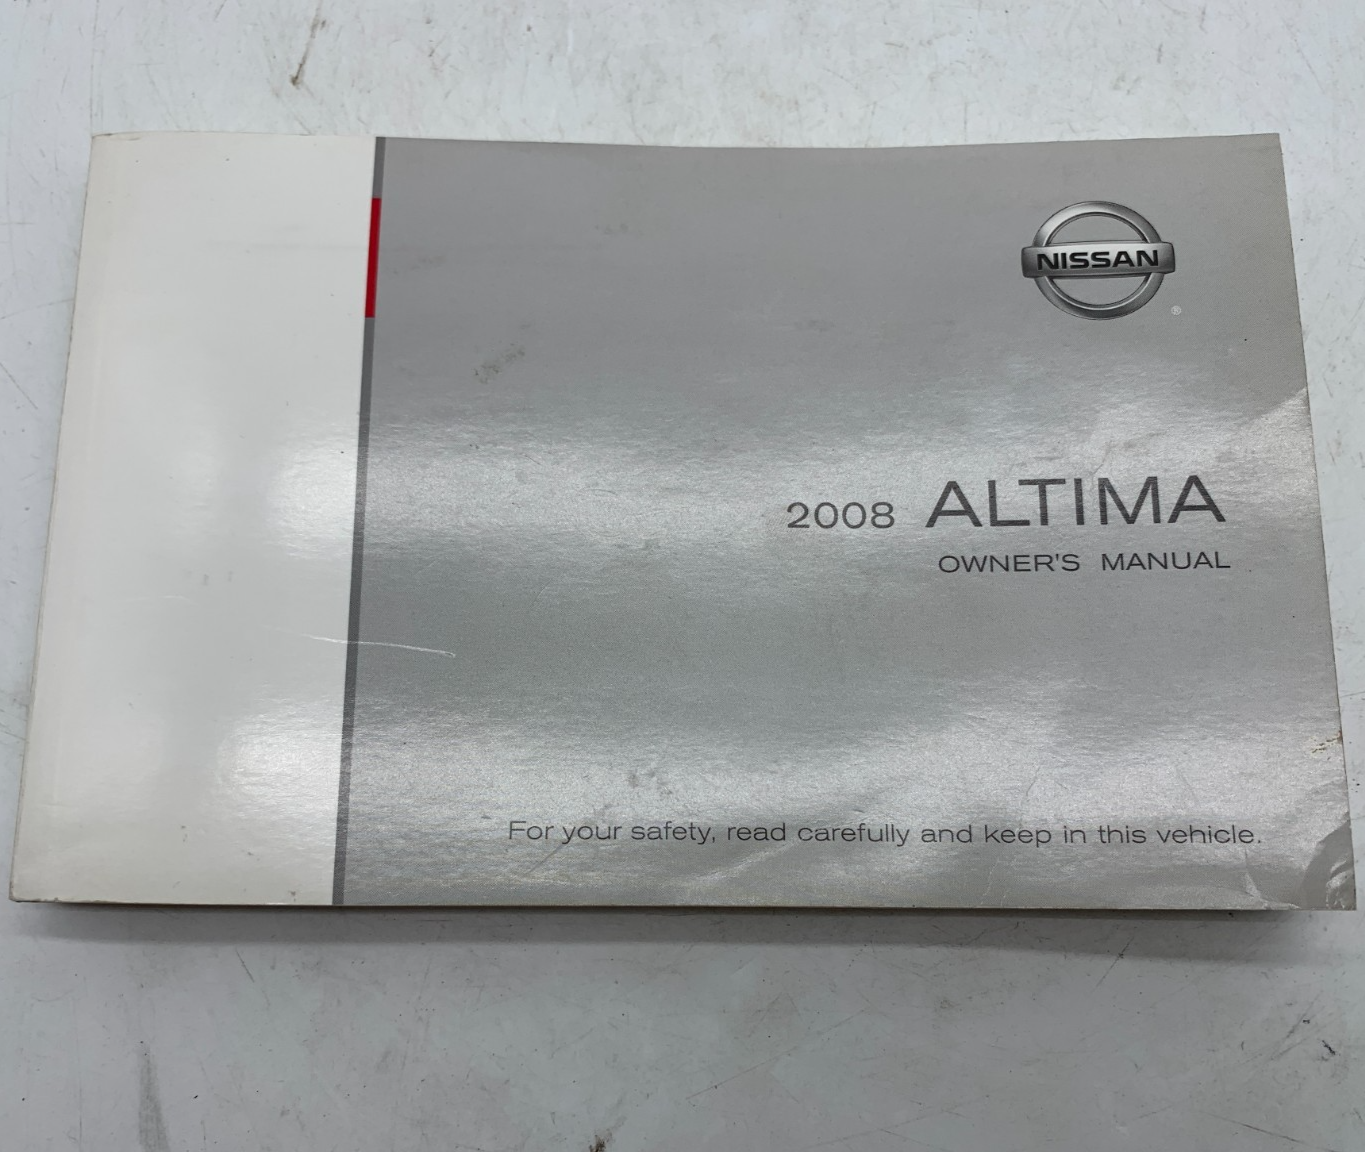 NISSAN
®
2008 ALTIMA
OWNER'S MANUAL
For your safety, read carefully and keep in this vehicle.